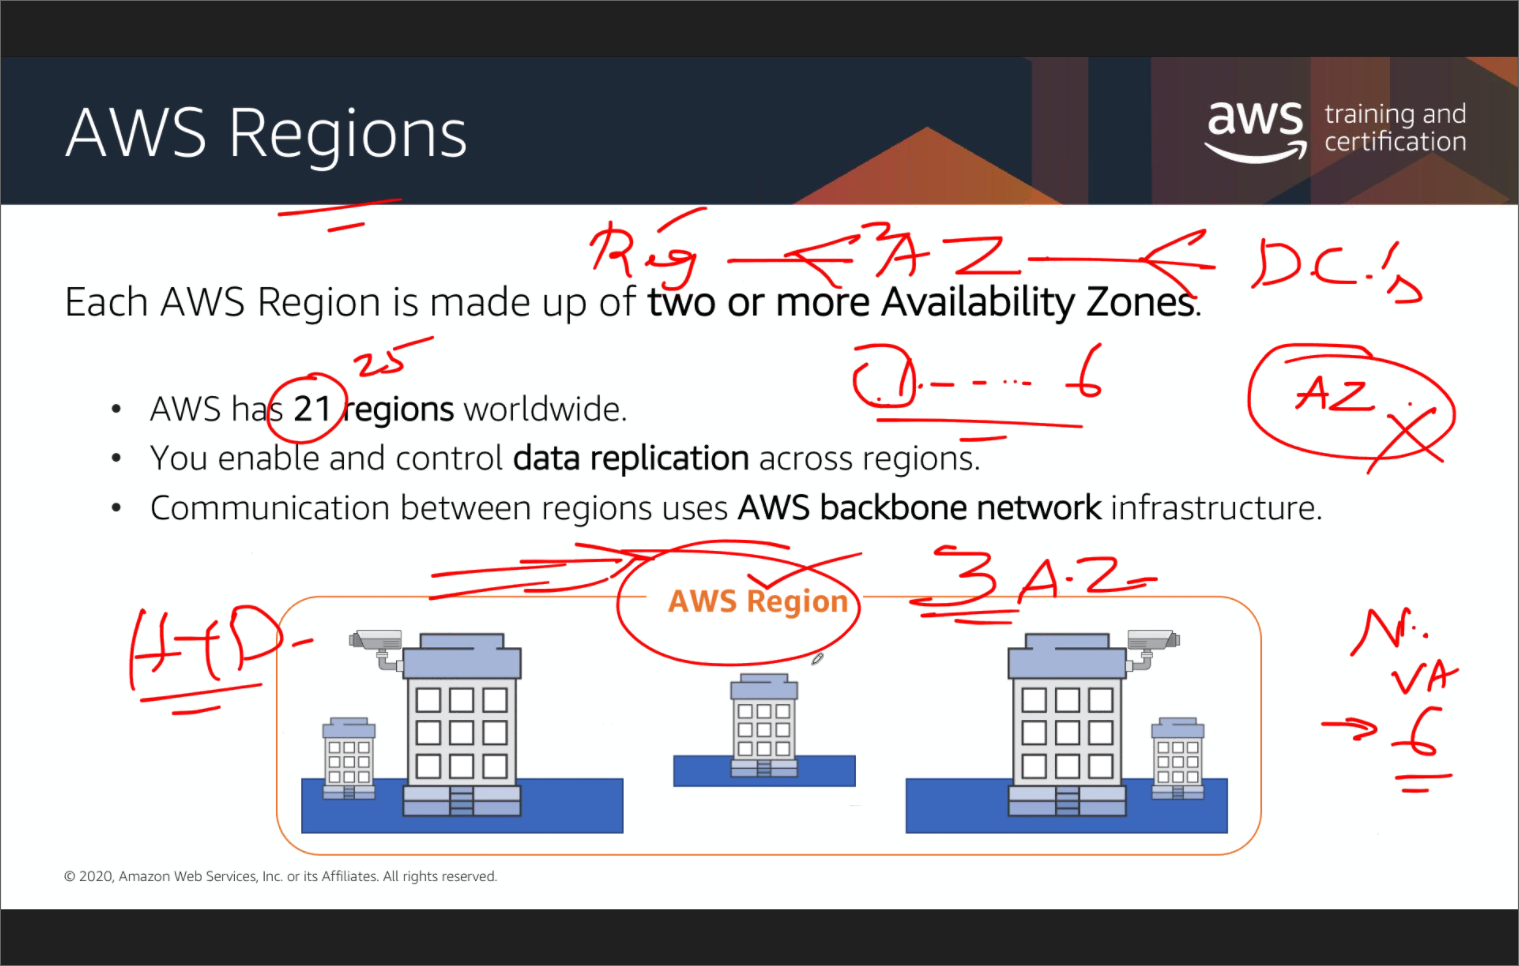 AWS Regions
aws training and certification
Reg 2 AZ D.C.'s
Each AWS Region is made up of two or more Availability Zones.
25
1 6
AZ
• AWS has 21 regions worldwide.
• You enable and control data replication across regions.
• Communication between regions uses AWS backbone network infrastructure.
3 A.Z
AWS Region
N.
VA
6
© 2020, Amazon Web Services, Inc. or its Affiliates. All rights reserved.